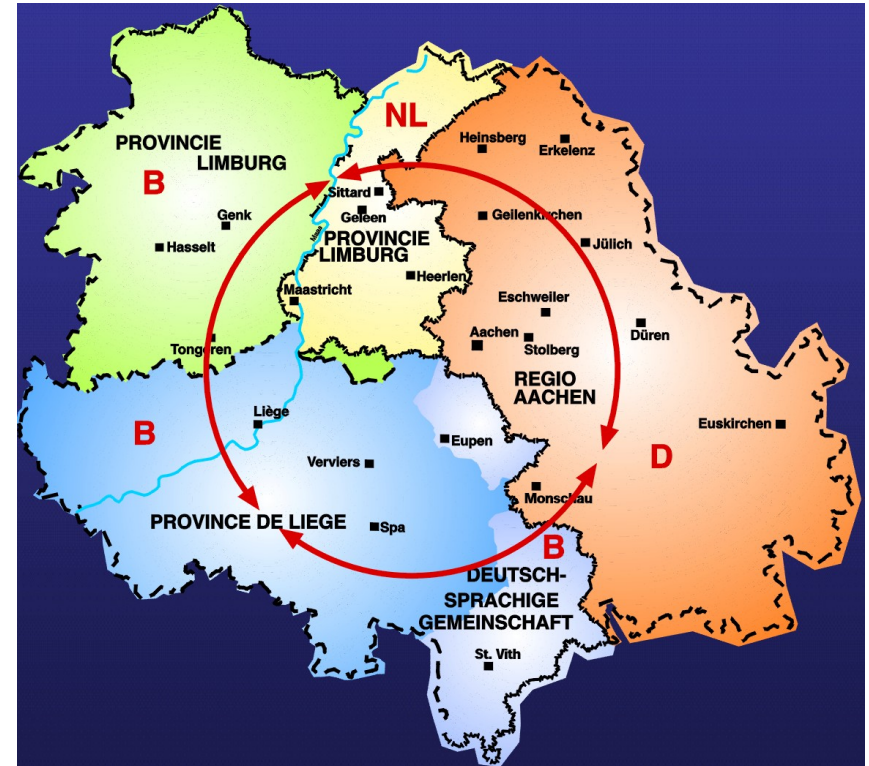 NL
PROVINCIE
LIMBURG
B
Heinsberg
Erkelenz
Sittard
Geleen
Genk
Hasselt
Geilenkirchen
Jülich
PROVINCIE
LIMBURG
Maas
Heerlen
Maastricht
Eschweiler
Aachen
Stolberg
Düren
Tongeren
REGIO
AACHEN
Liège
B
Eupen
Euskirchen
D
Verviers
Monschau
PROVINCE DE LIEGE
Spa
B
DEUTSCH-
SPRACHIGE
GEMEINSCHAFT
St. Vith